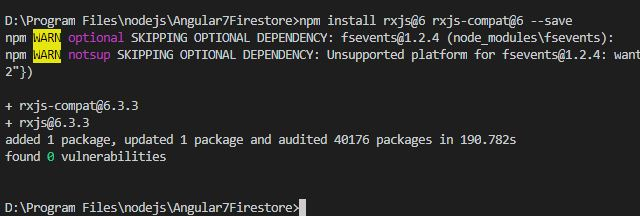 D:\Program Files\nodejs\Angular7Firestore>npm install rxjs@6 rxjs-compat@6 --save
npm WARN optional SKIPPING OPTIONAL DEPENDENCY: fsevents@1.2.4 (node_modules\fsevents):
npm WARN notsup SKIPPING OPTIONAL DEPENDENCY: Unsupported platform for fsevents@1.2.4: want
2"})
+ rxjs-compat@6.3.3
+ rxjs@6.3.3
added 1 package, updated 1 package and audited 40176 packages in 190.782s
found 0 vulnerabilities
D:\Program Files\nodejs\Angular7Firestore>